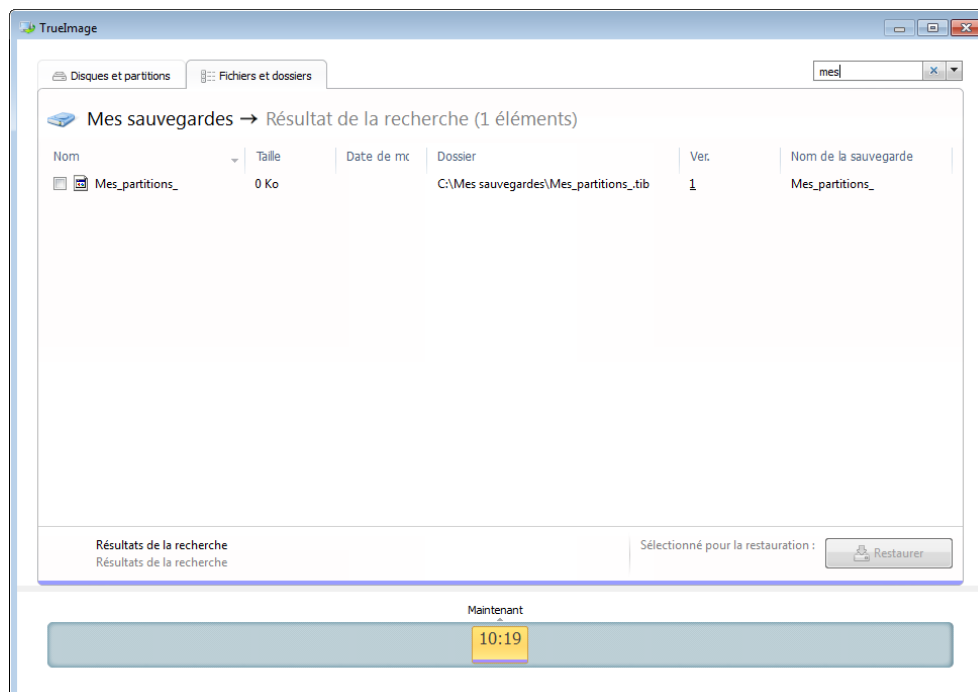 TrueImage
Disques et partitions
Fichiers et dossiers
mes
Mes sauvegardes → Résultat de la recherche (1 éléments)
Nom Taille Date de mc Dossier Ver. Nom de la sauvegarde
Mes_partitions_ 0 Ko C:\Mes sauvegardes\Mes_partitions_.tib 1 Mes_partitions_
Résultats de la recherche
Résultats de la recherche
Sélectionné pour la restauration :
Restaurer
Maintenant
10:19